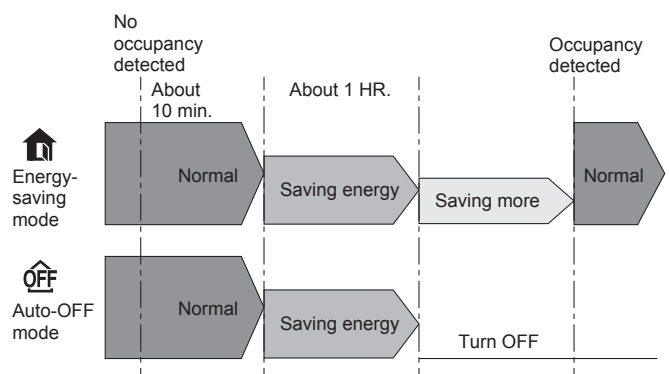 No
occupancy
detected
Occupancy
detected
About
10 min.
About 1 HR.
Energy-
saving
mode
Normal
Saving energy
Saving more
Normal
OFF
Auto-OFF
mode
Normal
Saving energy
Turn OFF